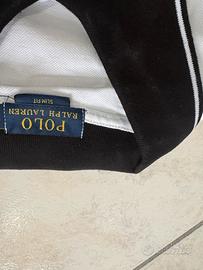 POLO
RALPH LAUREN
SLIM FIT